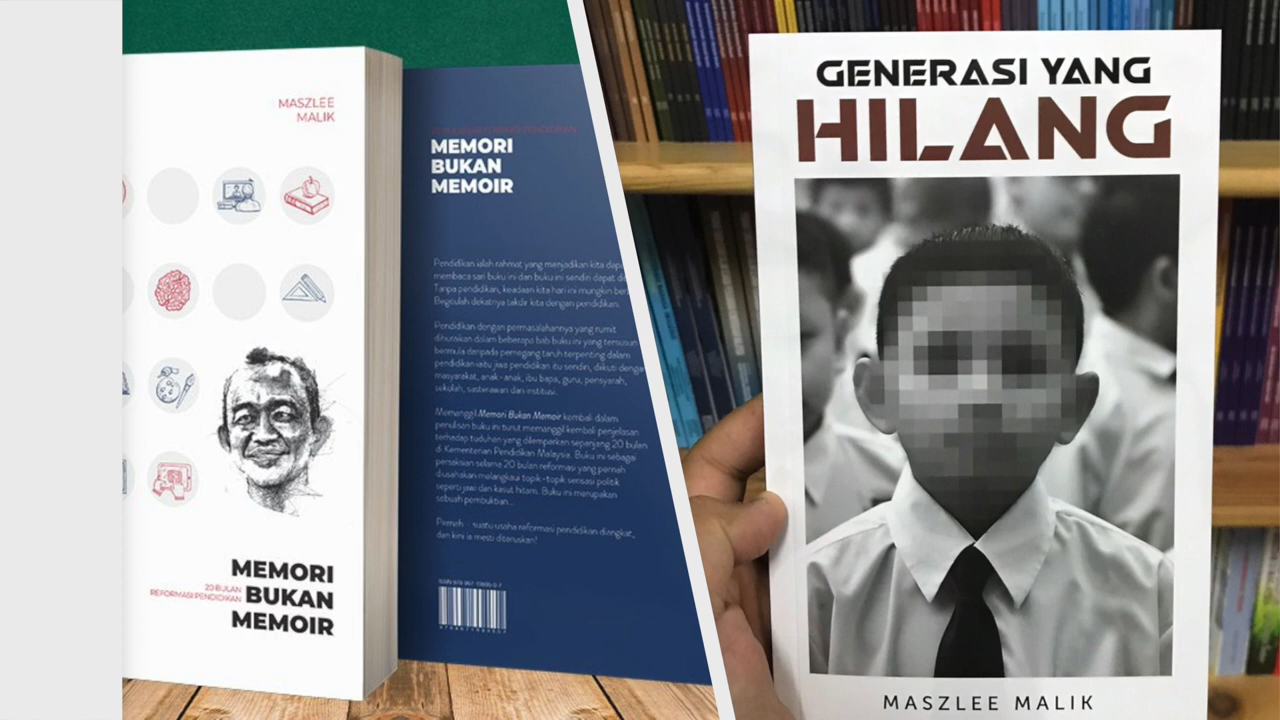 MASZLEE
MALIK
20 BULAN
REFORMASI PENDIDIKAN
MEMORI
BUKAN
MEMOIR
MEMORI
BUKAN
MEMOIR
Pendidikan ialah rahmat yang menjadikan kita
membaca sari buku ini dan buku ini sendiri dapat
Tanpa pendidikan, keadaan kita hari ini mungkin
Begitulah dekatnya takdir kita dengan pendidikan.
Pendidikan dengan permasalahannya yang rumit
dihuraikan dalam beberapa bab buku ini yang tersusun
bermula daripada pemegang taruh terpenting dalam
pendidikan iaitu jiwa pendidikan itu sendiri, diikuti dengan
masyarakat, anak-anak, ibu bapa, guru, pensyarah,
sekolah, sasterawan dan institusi.
Memanggil Memori Bukan Memoir kembali dalam
penulisan buku ini turut memanggil kembali penjelasan
terhadap tuduhan yang dilemparkan sepanjang 20 bulan
di Kementerian Pendidikan Malaysia. Buku ini sebagai
persaksian selama 20 bulan reformasi yang pernah
diusahakan melangkaui topik-topik sensasi politik
seperti jawi dan kasut hitam. Buku ini merupakan
sebuah pembuktian...
Pernah - suatu usaha reformasi pendidikan diangkat,
dan kini ia mesti diteruskan!
GENERASI YANG
HILANG
MASZLEE MALIK